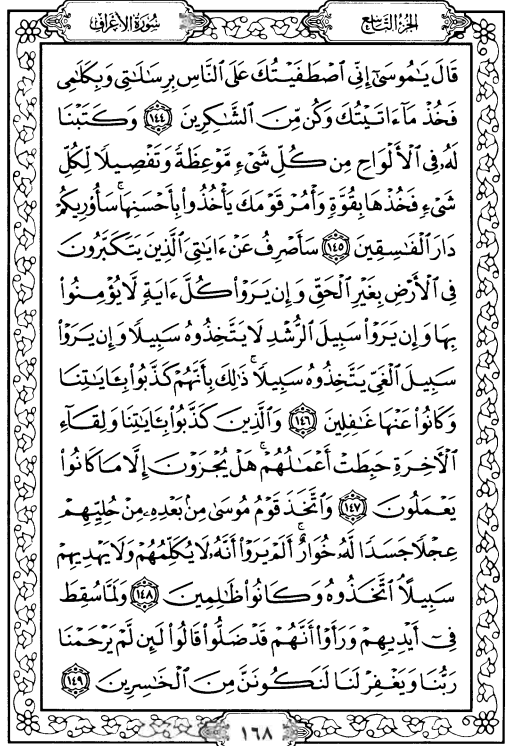 الجزء التاسع
سورة الأعراف
قَالَ يَٰمُوسَىٰٓ إِنِّي ٱصۡطَفَيۡتُكَ عَلَى ٱلنَّاسِ بِرِسَٰلَٰتِي وَبِكَلَٰمِي
فَخُذۡ مَآ ءَاتَيۡتُكَ وَكُن مِّنَ ٱلشَّٰكِرِينَ ١٤٤ وَكَتَبۡنَا
لَهُۥ فِي ٱلۡأَلۡوَاحِ مِن كُلِّ شَيۡءٖ مَّوۡعِظَةٗ وَتَفۡصِيلٗا لِّكُلِّ
شَيۡءٖ فَخُذۡهَا بِقُوَّةٖ وَأۡمُرۡ قَوۡمَكَ يَأۡخُذُواْ بِأَحۡسَنِهَاۚ سَأُوْرِيكُمۡ
دَارَ ٱلۡفَٰسِقِينَ ١٤٥ سَأَصۡرِفُ عَنۡ ءَايَٰتِيَ ٱلَّذِينَ يَتَكَبَّرُونَ
فِي ٱلۡأَرۡضِ بِغَيۡرِ ٱلۡحَقِّ وَإِن يَرَوۡاْ كُلَّ ءَايَةٖ لَّا يُؤۡمِنُواْ
بِهَا وَإِن يَرَوۡاْ سَبِيلَ ٱلرُّشۡدِ لَا يَتَّخِذُوهُ سَبِيلٗا وَإِن يَرَوۡاْ
سَبِيلَ ٱلۡغَيِّ يَتَّخِذُوهُ سَبِيلٗاۚ ذَٰلِكَ بِأَنَّهُمۡ كَذَّبُواْ بِـَٔايَٰتِنَا
وَكَانُواْ عَنۡهَا غَٰفِلِينَ ١٤٦ وَٱلَّذِينَ كَذَّبُواْ بِـَٔايَٰتِنَا وَلِقَآءِ
ٱلۡأٓخِرَةِ حَبِطَتۡ أَعۡمَٰلُهُمۡۚ هَلۡ يُجۡزَوۡنَ إِلَّا مَا كَانُواْ
يَعۡمَلُونَ ١٤٧ وَٱتَّخَذَ قَوۡمُ مُوسَىٰ مِنۢ بَعۡدِهِۦ مِنۡ حُلِيِّهِمۡ
عِجۡلٗا جَسَدٗا لَّهُۥ خُوَارٌۚ أَلَمۡ يَرَوۡاْ أَنَّهُۥ لَا يُكَلِّمُهُمۡ وَلَا يَهۡدِيهِمۡ
سَبِيلًاۘ ٱتَّخَذُوهُ وَكَانُواْ ظَٰلِمِينَ ١٤٨ وَلَمَّا سُقِطَ
فِيٓ أَيۡدِيهِمۡ وَرَأَوۡاْ أَنَّهُمۡ قَدۡ ضَلُّواْ قَالُواْ لَئِن لَّمۡ يَرۡحَمۡنَا
رَبُّنَا وَيَغۡفِرۡ لَنَا لَنَكُونَنَّ مِنَ ٱلۡخَٰسِرِينَ ١٤٩
١٦٨